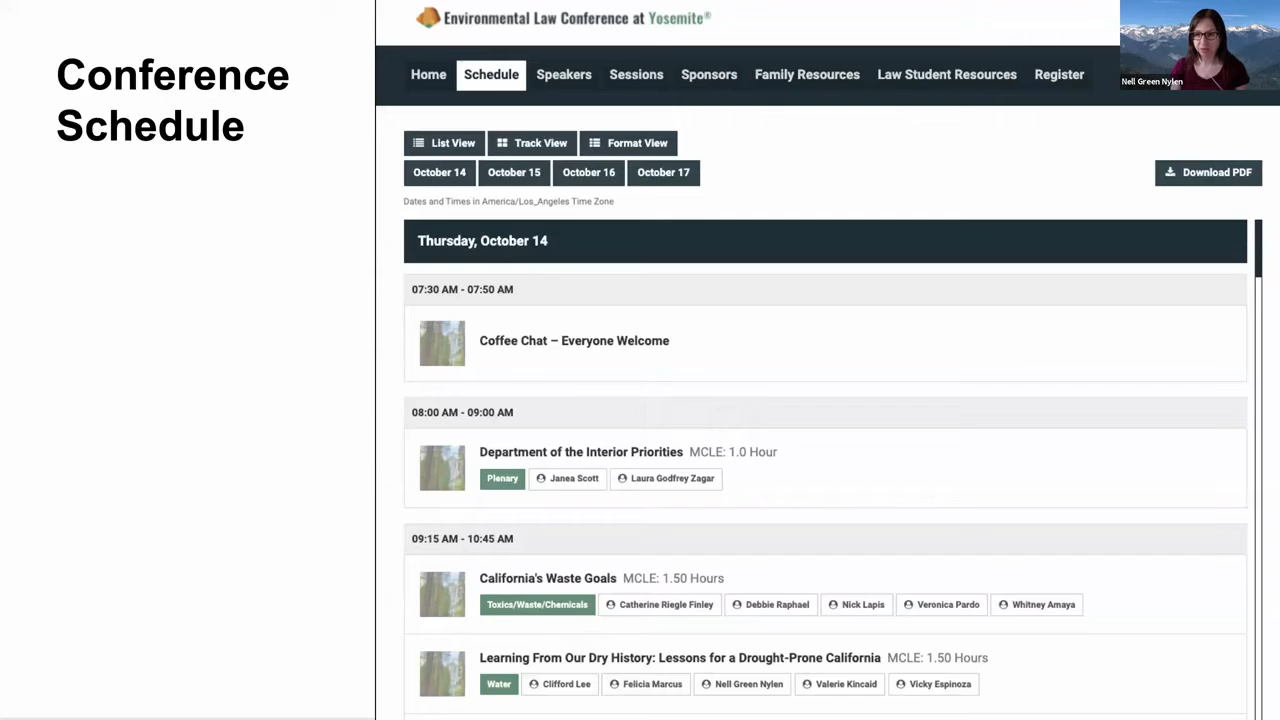 Conference
Schedule
Environmental Law Conference at Yosemite®
Home Schedule Speakers Sessions Sponsors Family Resources Law Student Resources Register
Nell Green Nylen
List View Track View Format View
October 14 October 15 October 16 October 17 Download PDF
Dates and Times in America/Los_Angeles Time Zone
Thursday, October 14
07:30 AM - 07:50 AM
Coffee Chat – Everyone Welcome
08:00 AM - 09:00 AM
Department of the Interior Priorities MCLE: 1.0 Hour
Plenary Janea Scott Laura Godfrey Zagar
09:15 AM - 10:45 AM
California's Waste Goals MCLE: 1.50 Hours
Toxics/Waste/Chemicals Catherine Riegle Finley Debbie Raphael Nick Lapis Veronica Pardo Whitney Amaya
Learning From Our Dry History: Lessons for a Drought-Prone California MCLE: 1.50 Hours
Water Clifford Lee Felicia Marcus Nell Green Nylen Valerie Kincaid Vicky Espinoza